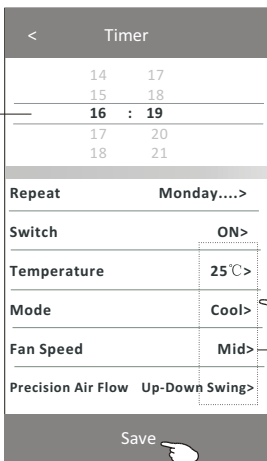 < Timer
14 17
15 18
16 : 19
17 20
18 21
Repeat Monday....>
Switch ON>
Temperature 25℃>
Mode Cool>
Fan Speed Mid>
Precision Air Flow Up-Down Swing>
Save